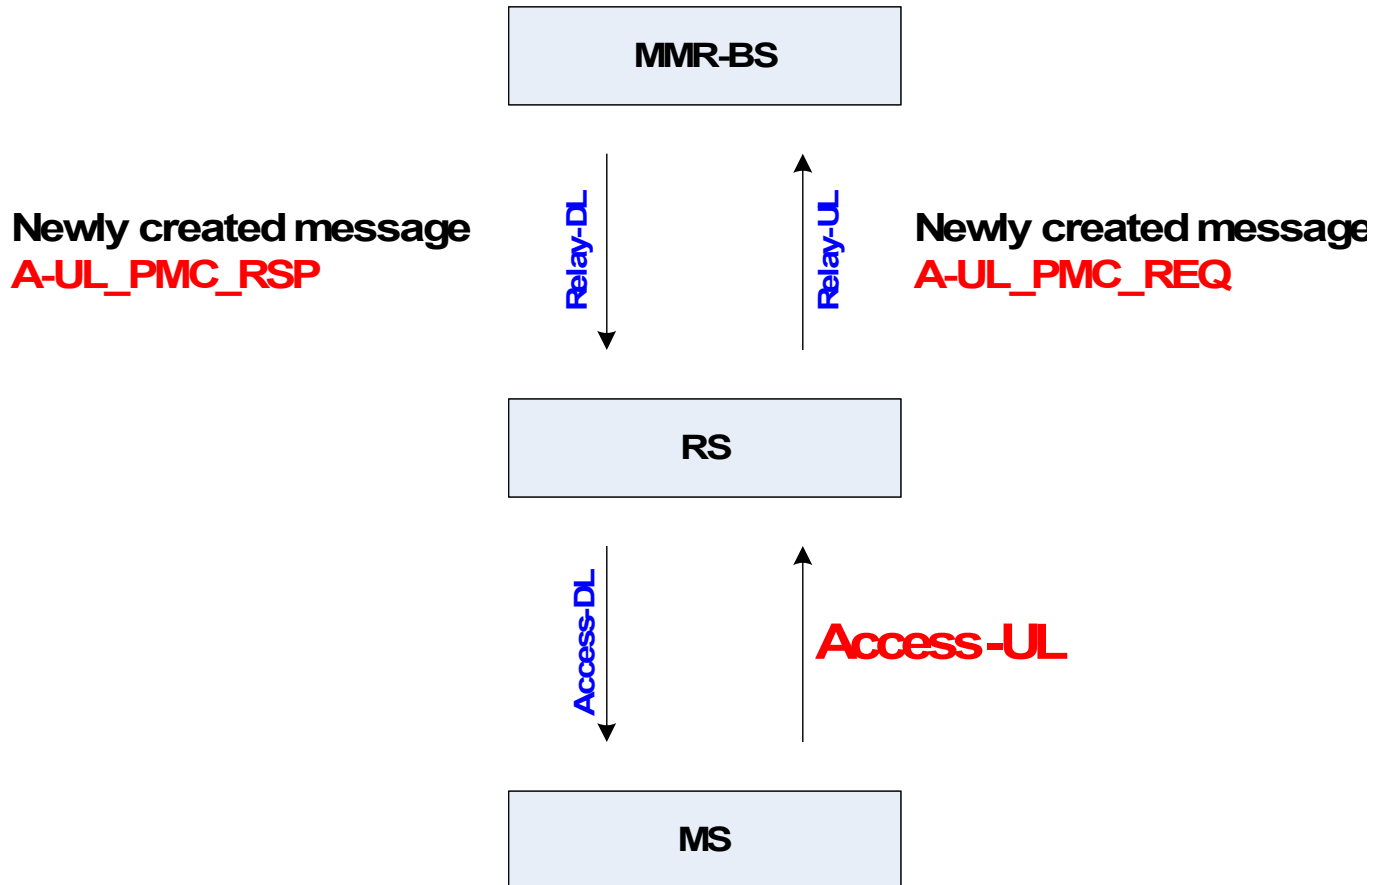 MMR-BS
Newly created message
A-UL_PMC_RSP
Relay-DL
Relay-UL
Newly created message
A-UL_PMC_REQ
RS
Access-DL
Access-UL
MS